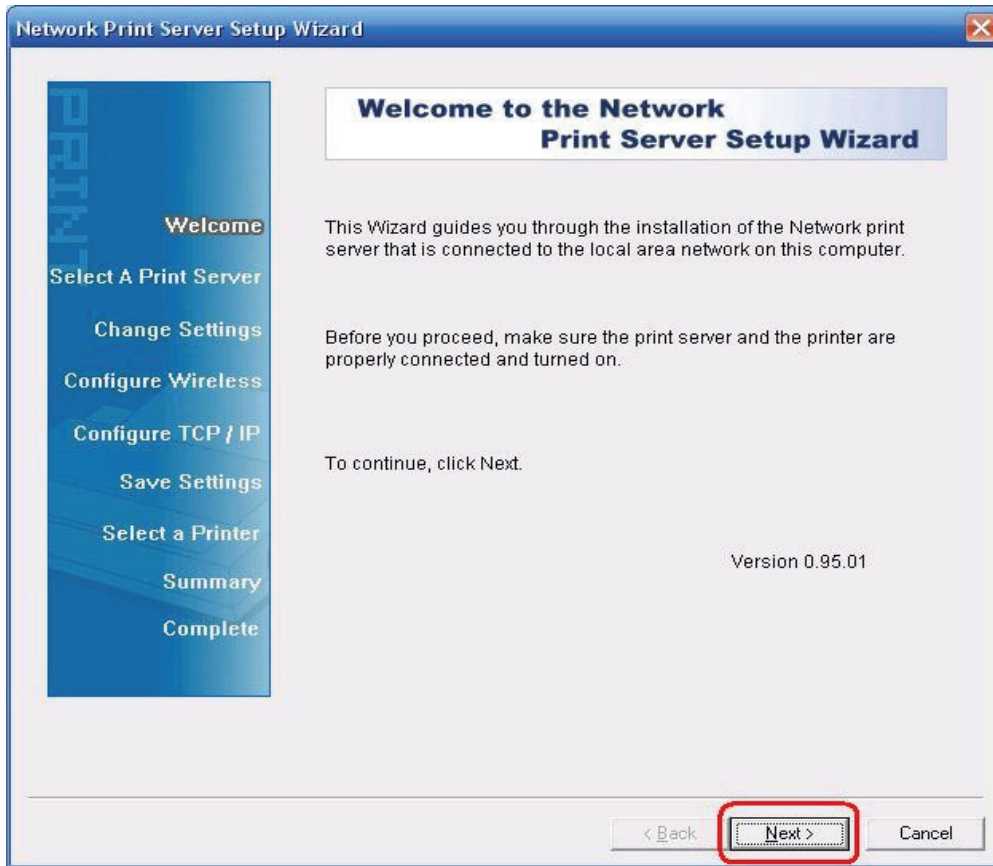 Network Print Server Setup Wizard
PRINT
Welcome
Select A Print Server
Change Settings
Configure Wireless
Configure TCP / IP
Save Settings
Select a Printer
Summary
Complete
Welcome to the Network
Print Server Setup Wizard
This Wizard guides you through the installation of the Network print
server that is connected to the local area network on this computer.
Before you proceed, make sure the print server and the printer are
properly connected and turned on.
To continue, click Next.
Version 0.95.01
< Back
Next >
Cancel